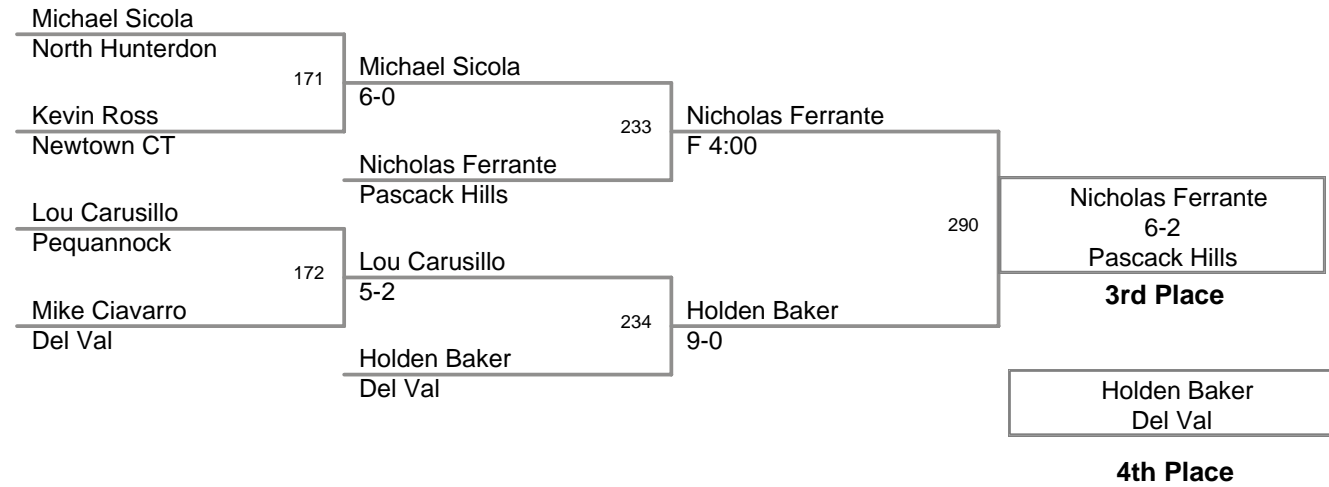 Michael Sicola
North Hunterdon
171
Kevin Ross
Newtown CT
Lou Carusillo
Pequannock
172
Mike Ciavarro
Del Val
Michael Sicola
6-0
233
Nicholas Ferrante
Pascack Hills
Lou Carusillo
5-2
234
Holden Baker
Del Val
Nicholas Ferrante
F 4:00
290
Holden Baker
9-0
Nicholas Ferrante
6-2
Pascack Hills
3rd Place
Holden Baker
Del Val
4th Place